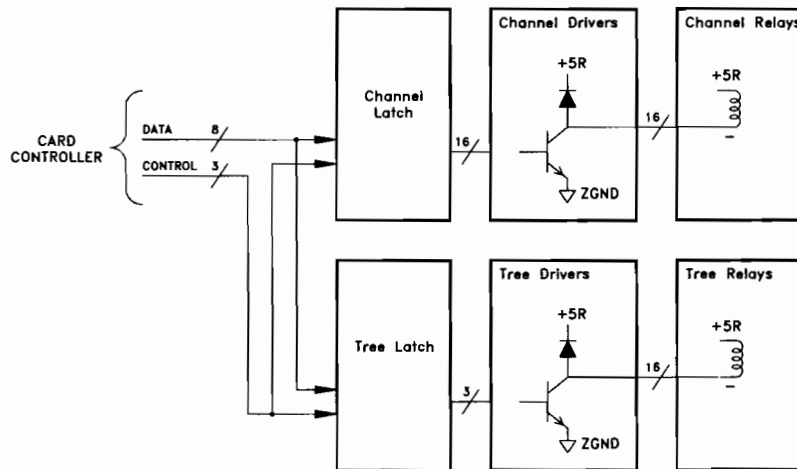 Channel Drivers
Channel Relays
+5R
+5R
Channel
Latch
16
16
DATA
8
CARD
CONTROLLER
CONTROL
3
ZGND
Tree Drivers
Tree Relays
+5R
+5R
Tree Latch
16
3
ZGND